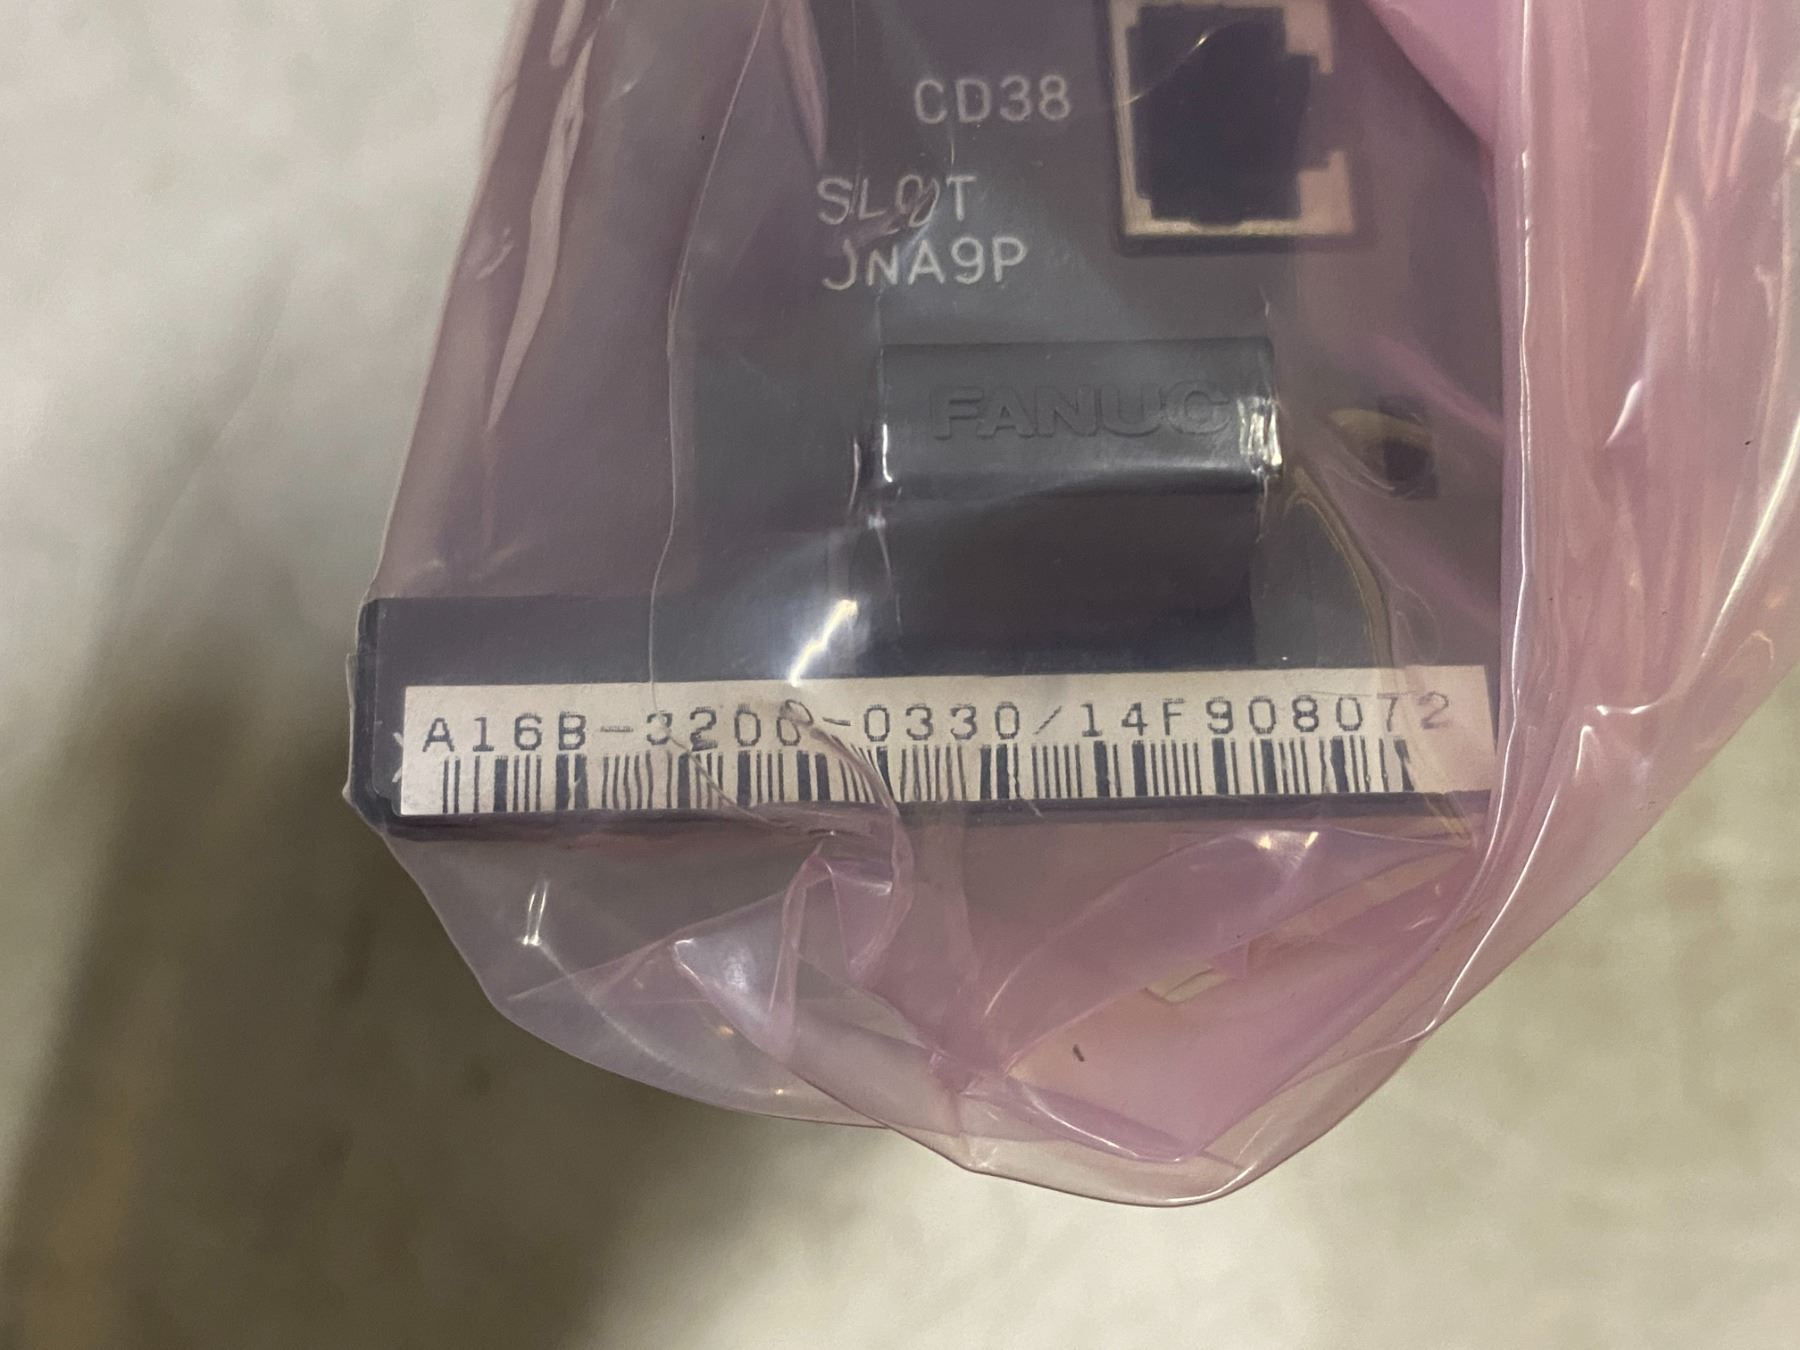 CD38
SLOT
JNA9P
FANUC
A16B-3200-0330/14F908072